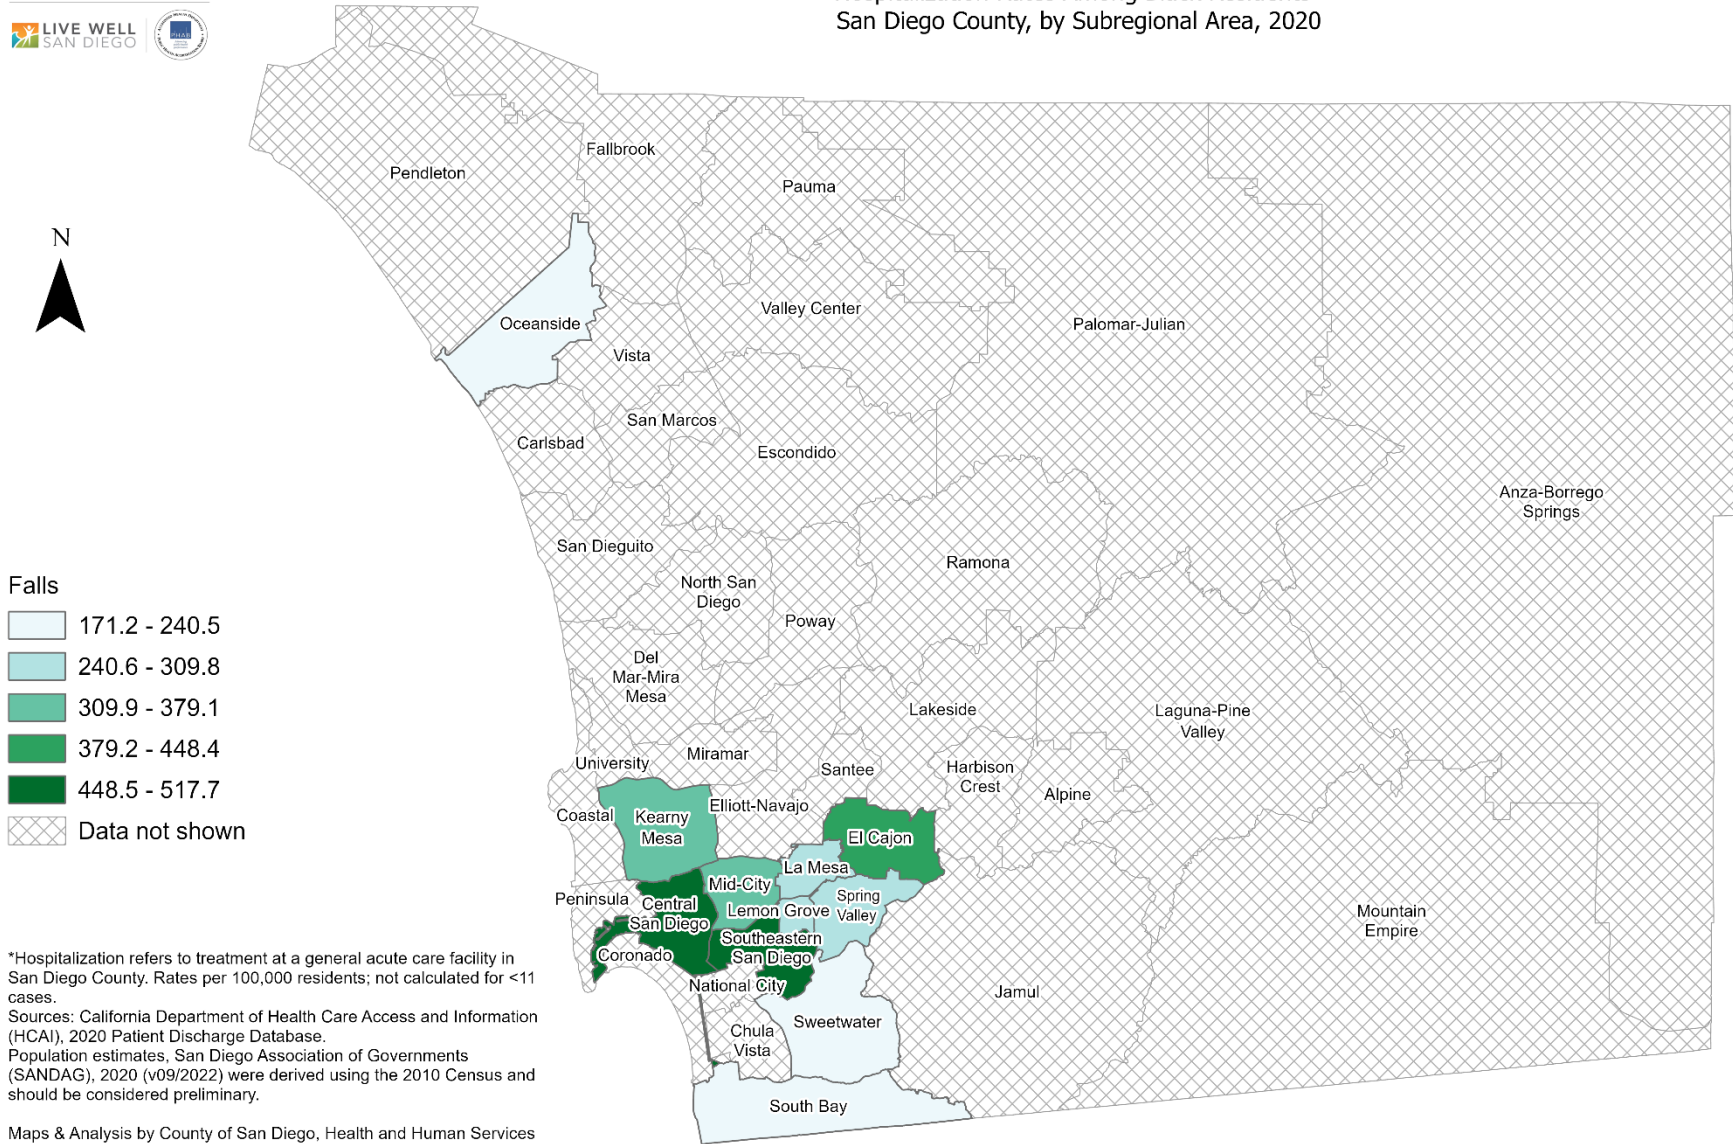 LIVE WELL
SAN DIEGO
PHAB
San Diego County, by Subregional Area, 2020
N
Fallbrook
Pendleton
Pauma
Oceanside
Valley Center
Palomar-Julian
Vista
San Marcos
Carlsbad
Escondido
Anza-Borrego
Springs
San Dieguito
Ramona
North San
Diego
Poway
Del
Mar-Mira
Mesa
Lakeside
Laguna-Pine
Valley
Miramar
University
Santee
Harbison
Crest
Alpine
Coastal
Kearny
Mesa
Elliott-Navajo
El Cajon
La Mesa
Mid-City
Peninsula
Central
San Diego
Spring
Valley
Lemon Grove
Mountain
Empire
Southeastern
San Diego
Coronado
National City
Jamul
Sweetwater
Chula
Vista
South Bay
Falls
171.2 - 240.5
240.6 - 309.8
309.9 - 379.1
379.2 - 448.4
448.5 - 517.7
Data not shown
*Hospitalization refers to treatment at a general acute care facility in
San Diego County. Rates per 100,000 residents; not calculated for <11
cases.
Sources: California Department of Health Care Access and Information
(HCAI), 2020 Patient Discharge Database.
Population estimates, San Diego Association of Governments
(SANDAG), 2020 (v09/2022) were derived using the 2010 Census and
should be considered preliminary.
Maps & Analysis by County of San Diego, Health and Human Services